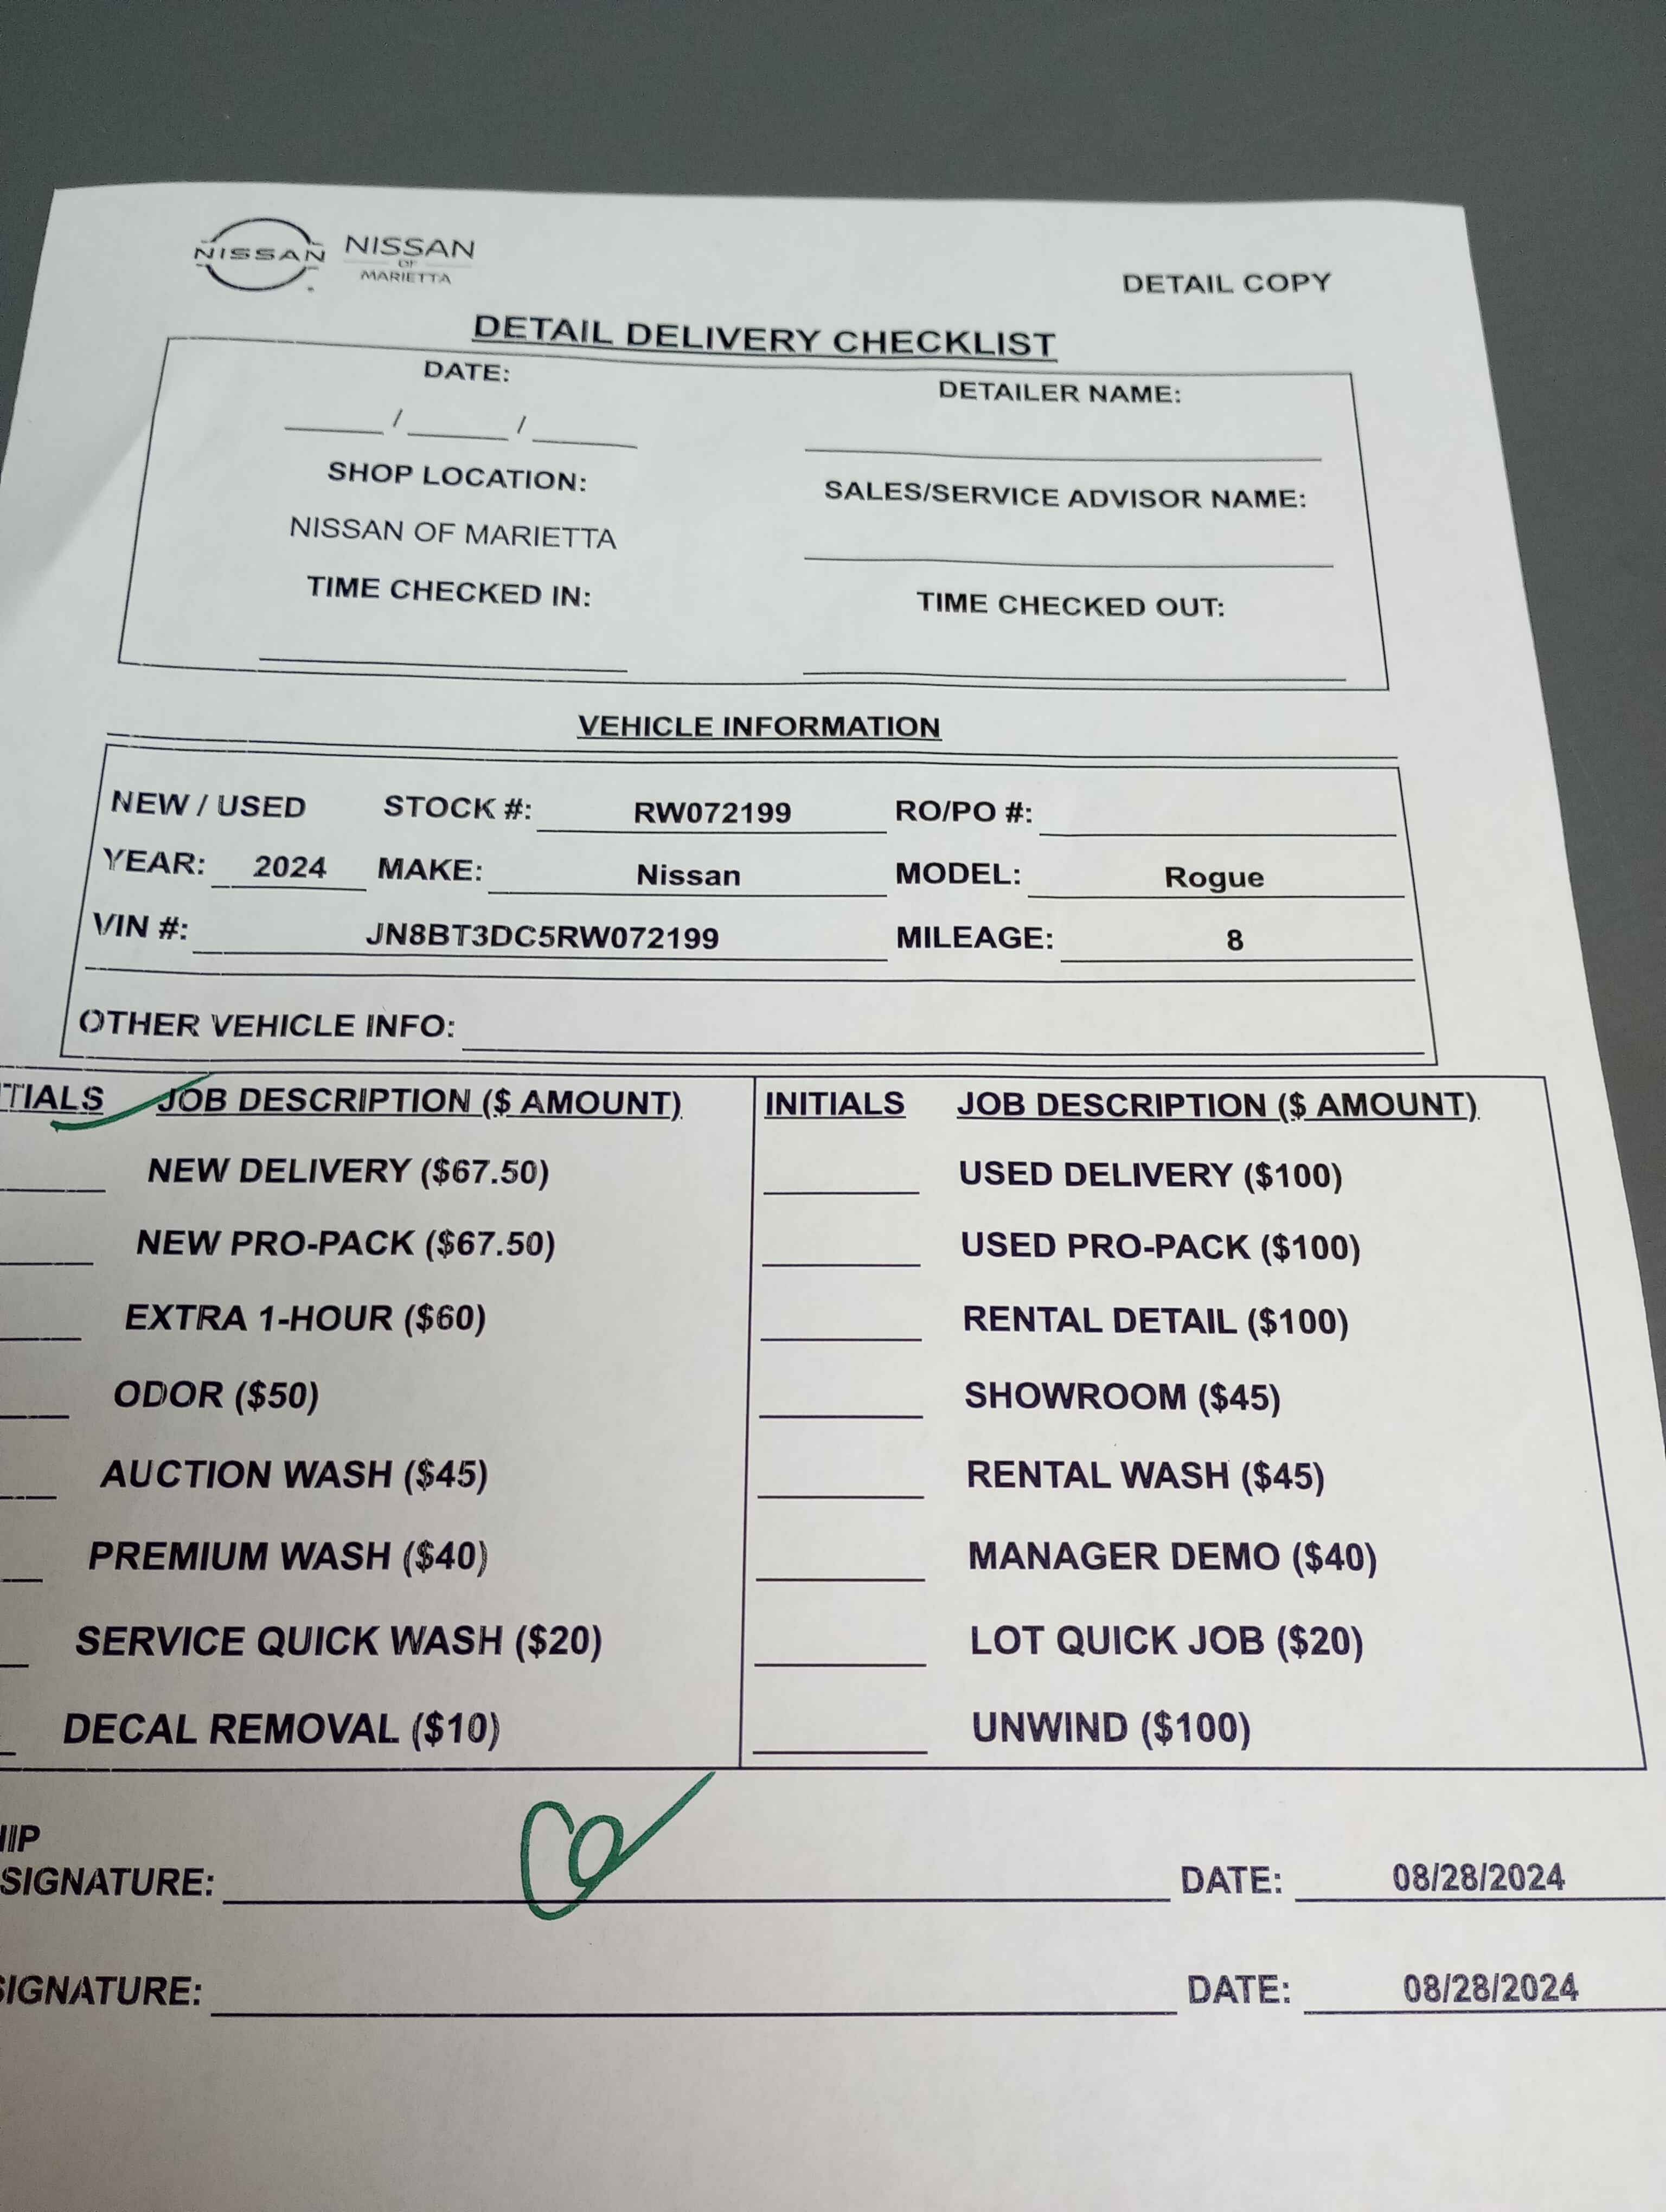 NISSAN NISSAN
OF
MARIETTA
DETAIL COPY
DETAIL DELIVERY CHECKLIST
DATE:
____ / ____ / ____
DETAILER NAME:
SHOP LOCATION:
SALES/SERVICE ADVISOR NAME:
NISSAN OF MARIETTA
TIME CHECKED IN:
TIME CHECKED OUT:
VEHICLE INFORMATION
NEW / USED STOCK #: RW072199 RO/PO #:
YEAR: 2024 MAKE: Nissan MODEL: Rogue
VIN #: JN8BT3DC5RW072199 MILEAGE: 8
OTHER VEHICLE INFO:
TIALS JOB DESCRIPTION ($ AMOUNT) INITIALS JOB DESCRIPTION ($ AMOUNT)
NEW DELIVERY ($67.50) USED DELIVERY ($100)
NEW PRO-PACK ($67.50) USED PRO-PACK ($100)
EXTRA 1-HOUR ($60) RENTAL DETAIL ($100)
ODOR ($50) SHOWROOM ($45)
AUCTION WASH ($45) RENTAL WASH ($45)
PREMIUM WASH ($40) MANAGER DEMO ($40)
SERVICE QUICK WASH ($20) LOT QUICK JOB ($20)
DECAL REMOVAL ($10) UNWIND ($100)
HIP
SIGNATURE: DATE: 08/28/2024
SIGNATURE: DATE: 08/28/2024